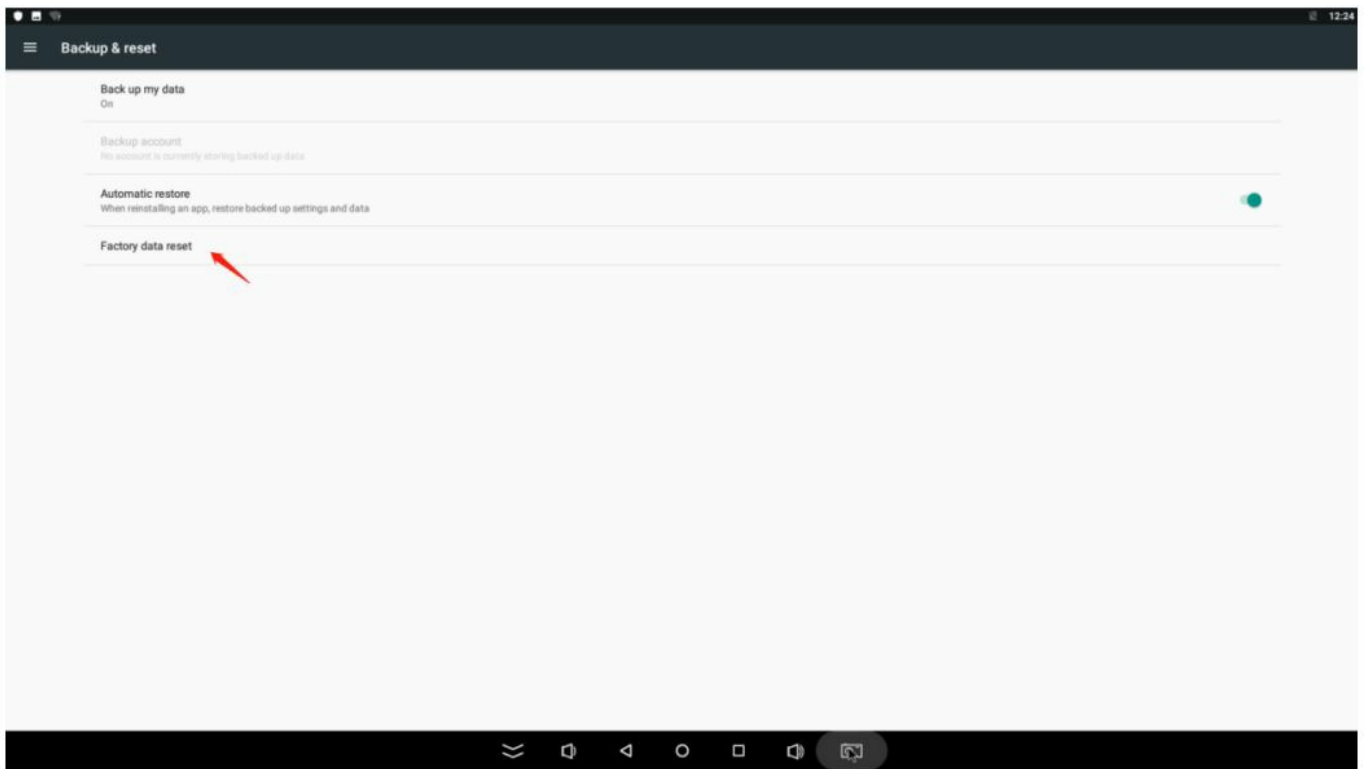 12:24
Backup & reset
Back up my data
On
Backup account
No account is currently storing backed up data
Automatic restore
When reinstalling an app, restore backed up settings and data
Factory data reset